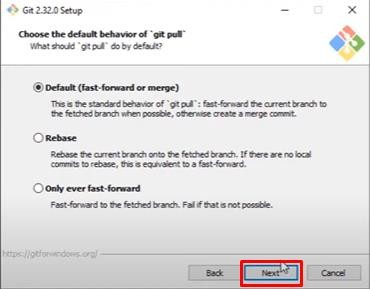 Git 2.32.0 Setup
Choose the default behavior of `git pull`
What should `git pull` do by default?
Default (fast-forward or merge)
This is the standard behavior of `git pull`: fast-forward the current branch to
the fetched branch when possible, otherwise create a merge commit.
Rebase
Rebase the current branch onto the fetched branch. If there are no local
commits to rebase, this is equivalent to a fast-forward.
Only ever fast-forward
Fast-forward to the fetched branch. Fail if that is not possible.
https://gitforwindows.org/
Back Next Cancel